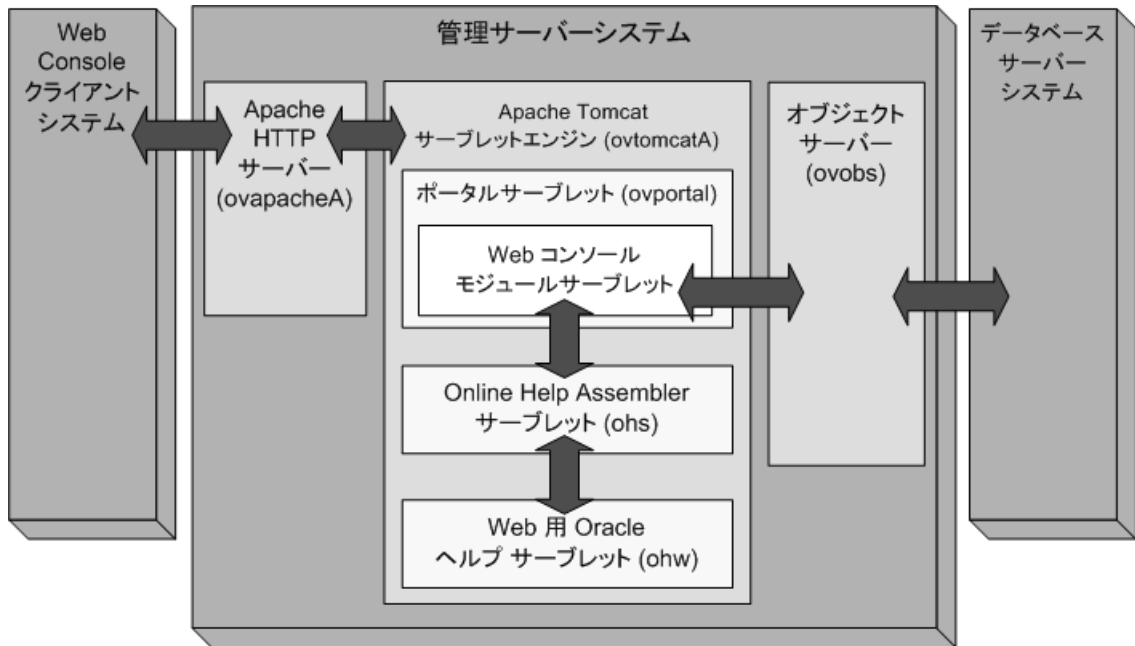 Web
Console
クライアント
システム
管理サーバーシステム
データベース
サーバー
システム
Apache
HTTP
サーバー
(ovapacheA)
Apache Tomcat
サーブレットエンジン (ovtomcatA)
ポータルサーブレット (ovportal)
Web コンソール
モジュールサーブレット
Online Help Assembler
サーブレット (ohs)
Web 用 Oracle
ヘルプ サーブレット (ohw)
オブジェクト
サーバー
(ovobs)